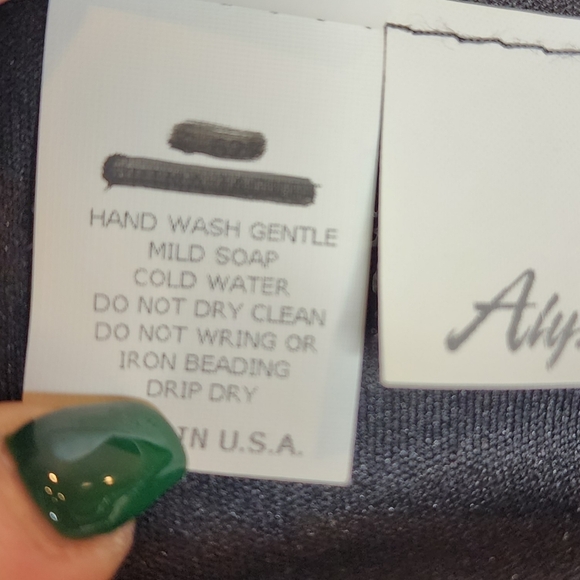 HAND WASH GENTLE
MILD SOAP
COLD WATER
DO NOT DRY CLEAN
DO NOT WRING OR
IRON BEADING
DRIP DRY
IN U.S.A.